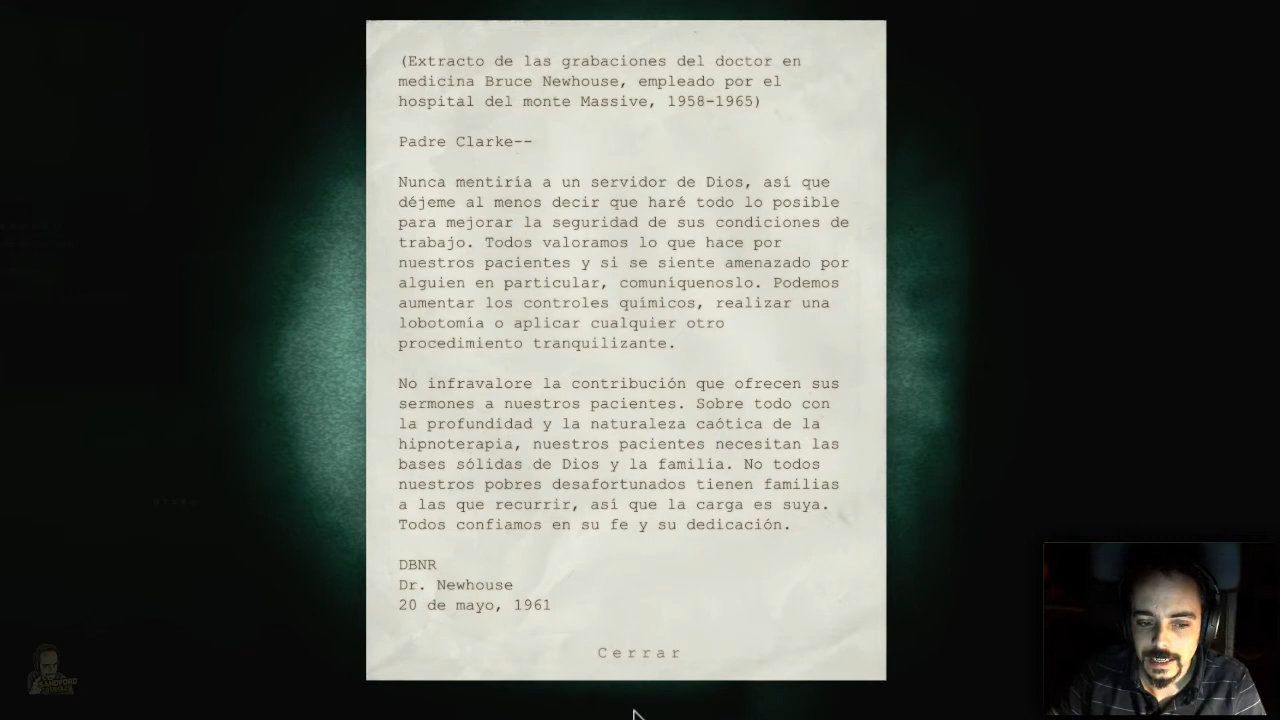 (Extracto de las grabaciones del doctor en
medicina Bruce Newhouse, empleado por el
hospital del monte Massive, 1958-1965)
Padre Clarke--
Nunca mentiría a un servidor de Dios, así que
déjeme al menos decir que haré todo lo posible
para mejorar la seguridad de sus condiciones de
trabajo. Todos valoramos lo que hace por
nuestros pacientes y si se siente amenazado por
alguien en particular, comuníquenoslo. Podemos
aumentar los controles químicos, realizar una
lobotomía o aplicar cualquier otro
procedimiento tranquilizante.
No infravalore la contribución que ofrecen sus
sermones a nuestros pacientes. Sobre todo con
la profundidad y la naturaleza caótica de la
hipnoterapia, nuestros pacientes necesitan las
bases sólidas de Dios y la familia. No todos
nuestros pobres desafortunados tienen familias
a las que recurrir, así que la carga es suya.
Todos confiamos en su fe y su dedicación.
DBNR
Dr. Newhouse
20 de mayo, 1961
Cerrar